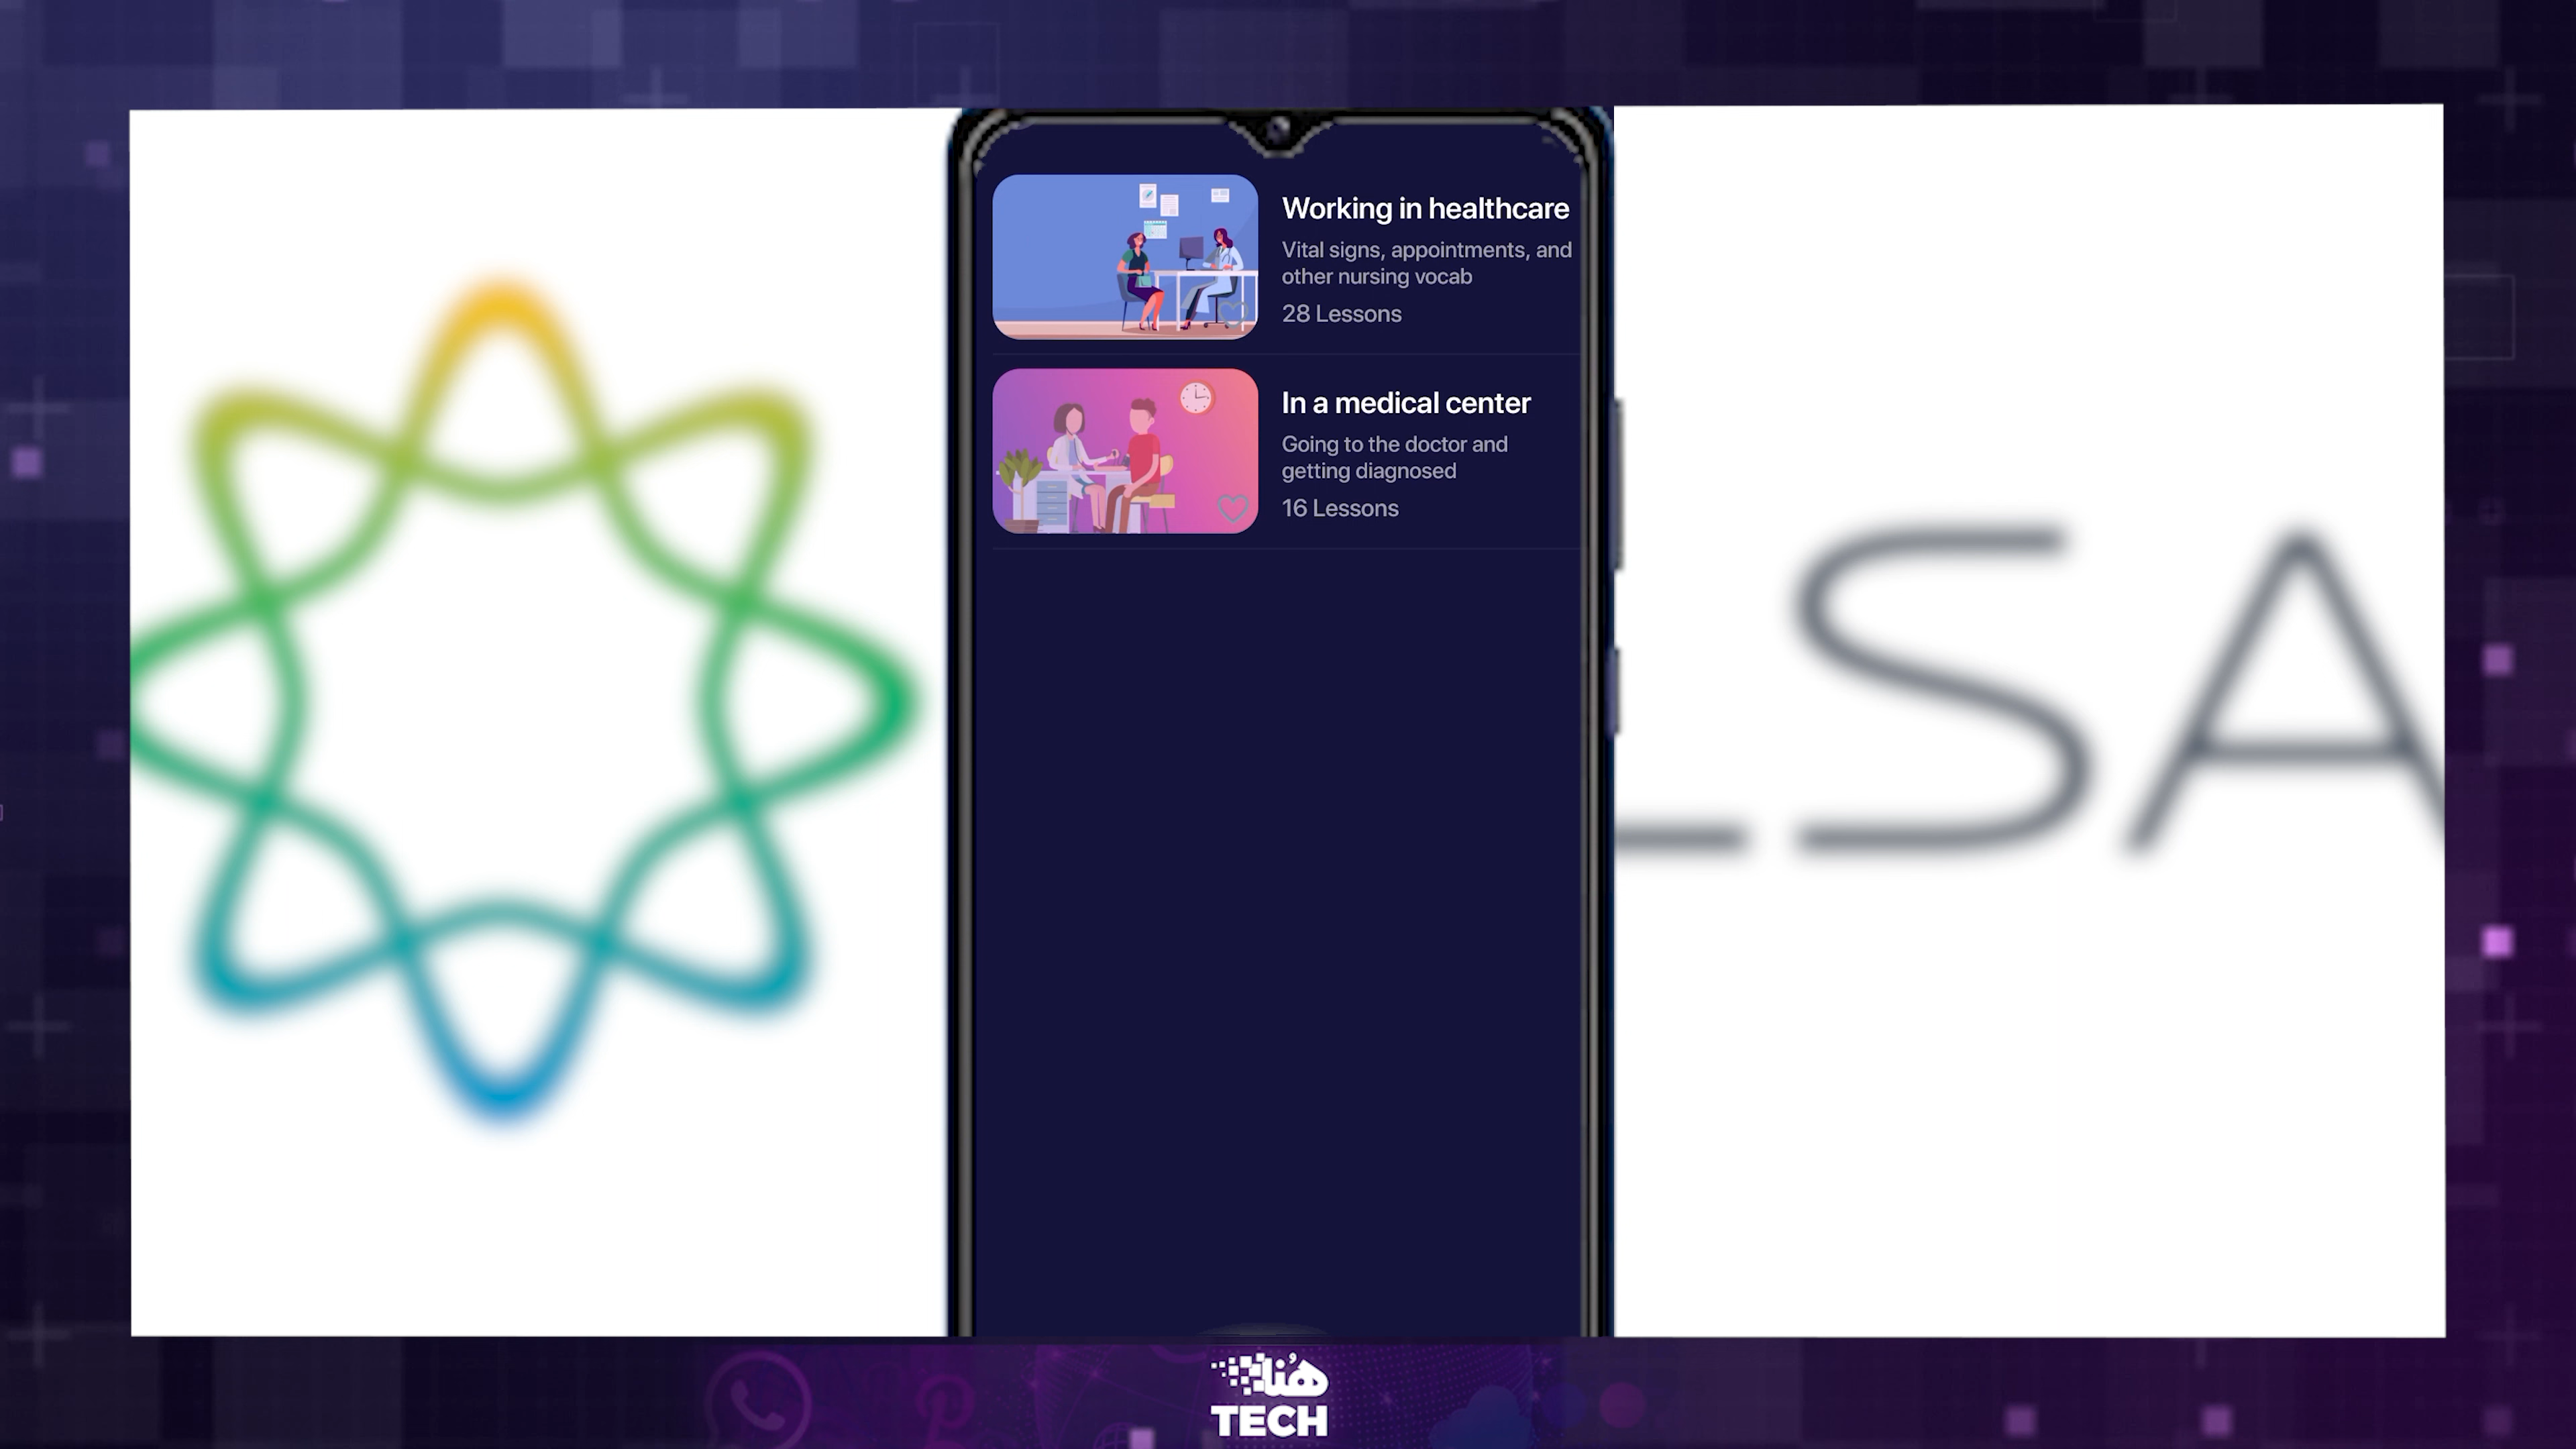 Working in healthcare
Vital signs, appointments, and
other nursing vocab
28 Lessons
In a medical center
Going to the doctor and
getting diagnosed
16 Lessons
LSA
هُنا
TECH